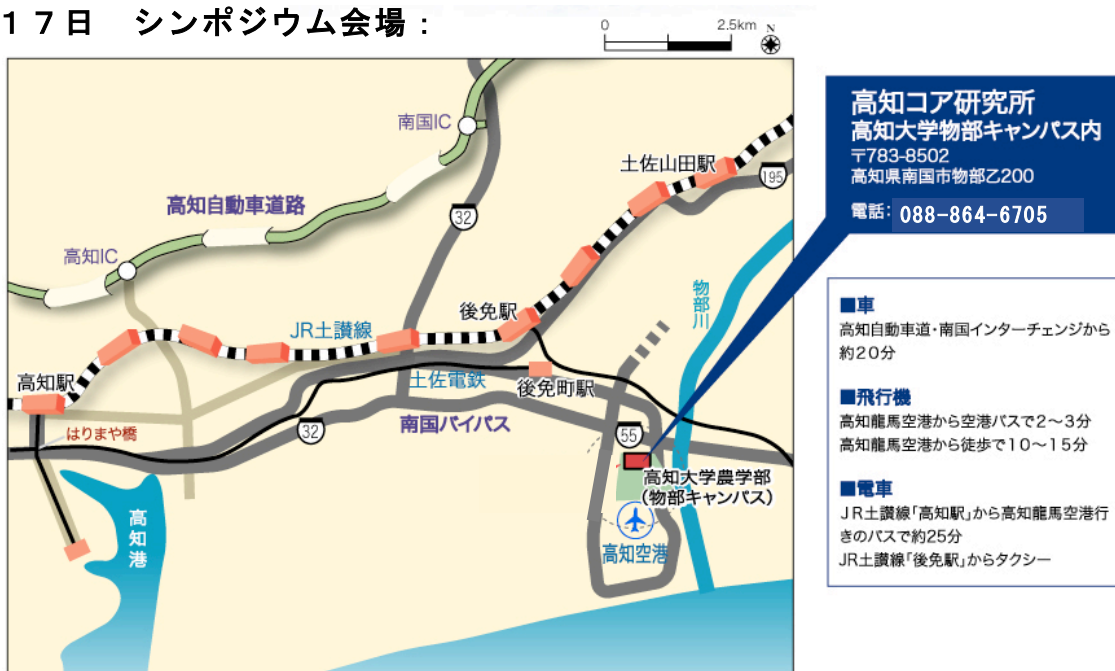 17日 シンポジウム会場：
0 2.5km N
南国IC
土佐山田駅
195
高知自動車道路
32
高知IC
物部川
後免駅
JR土讃線
高知駅
土佐電鉄
後免町駅
はりまや橋
32
南国バイパス
55
高知大学農学部
(物部キャンパス)
高知港
高知空港
高知コア研究所
高知大学物部キャンパス内
〒783-8502
高知県南国市物部乙200
電話: 088-864-6705
■車
高知自動車道・南国インターチェンジから
約20分
■飛行機
高知龍馬空港から空港バスで2〜3分
高知龍馬空港から徒歩で10〜15分
■電車
JR土讃線「高知駅」から高知龍馬空港行
きのバスで約25分
JR土讃線「後免駅」からタクシー